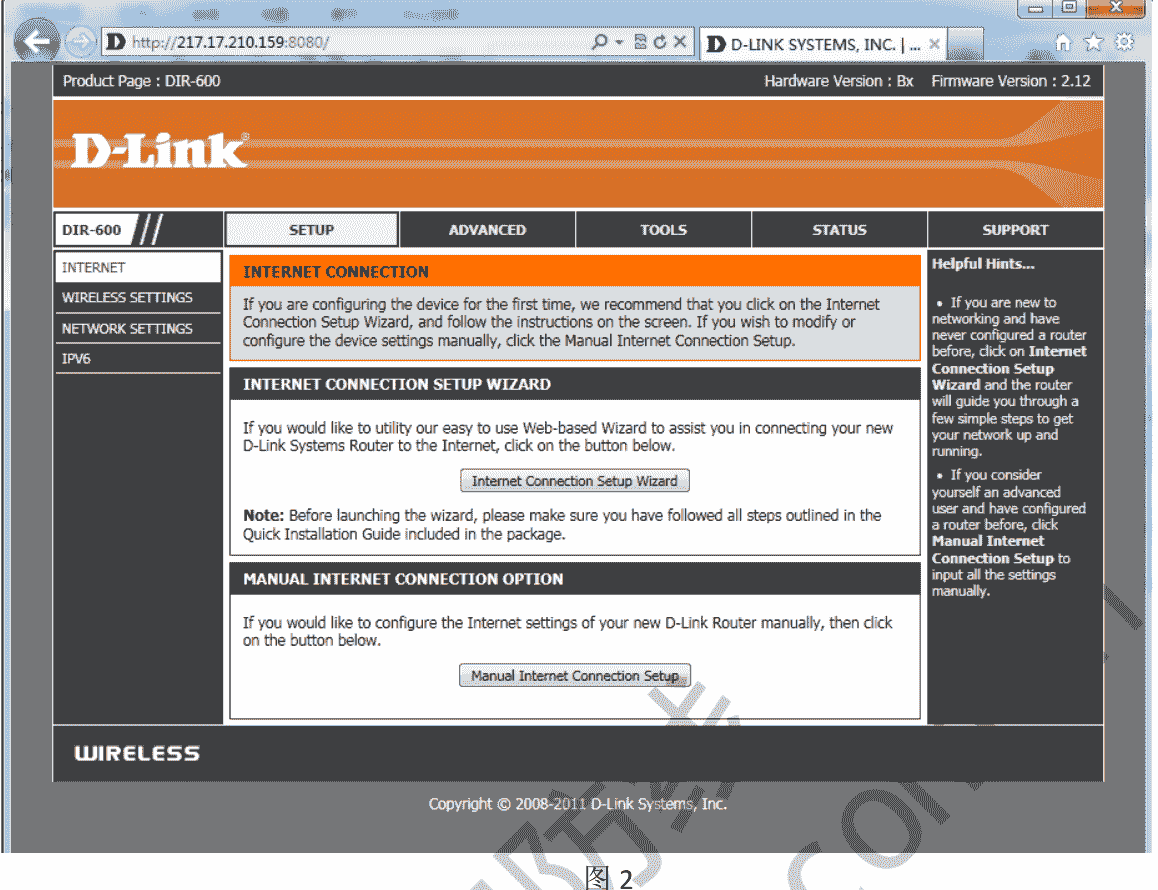 http://217.17.210.159:8080/
D-LINK SYSTEMS, INC. | ...
Product Page : DIR-600
Hardware Version : Bx Firmware Version : 2.12
D-Link
DIR-600
SETUP
ADVANCED
TOOLS
STATUS
SUPPORT
INTERNET
WIRELESS SETTINGS
NETWORK SETTINGS
IPV6
INTERNET CONNECTION
If you are configuring the device for the first time, we recommend that you click on the Internet
Connection Setup Wizard, and follow the instructions on the screen. If you wish to modify or
configure the device settings manually, click the Manual Internet Connection Setup.
INTERNET CONNECTION SETUP WIZARD
If you would like to utility our easy to use Web-based Wizard to assist you in connecting your new
D-Link Systems Router to the Internet, click on the button below.
Internet Connection Setup Wizard
Note: Before launching the wizard, please make sure you have followed all steps outlined in the
Quick Installation Guide included in the package.
MANUAL INTERNET CONNECTION OPTION
If you would like to configure the Internet settings of your new D-Link Router manually, then click
on the button below.
Manual Internet Connection Setup
Helpful Hints...
• If you are new to
networking and have
never configured a router
before, click on Internet
Connection Setup
Wizard and the router
will guide you through a
few simple steps to get
your network up and
running.
• If you consider
yourself an advanced
user and have configured
a router before, click
Manual Internet
Connection Setup to
input all the settings
manually.
WIRELESS
Copyright © 2008-2011 D-Link Systems, Inc.
图 2